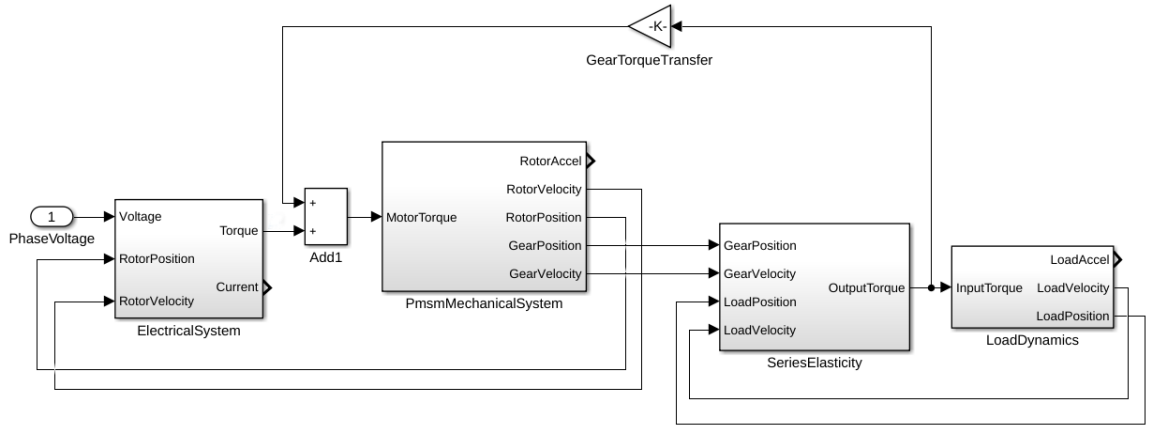 -K-
GearTorqueTransfer
1
PhaseVoltage
Voltage
RotorPosition
RotorVelocity
Torque
Current
ElectricalSystem
+
+
Add1
MotorTorque
RotorAccel
RotorVelocity
RotorPosition
GearPosition
GearVelocity
PmsmMechanicalSystem
GearPosition
GearVelocity
LoadPosition
LoadVelocity
OutputTorque
SeriesElasticity
InputTorque
LoadAccel
LoadVelocity
LoadPosition
LoadDynamics